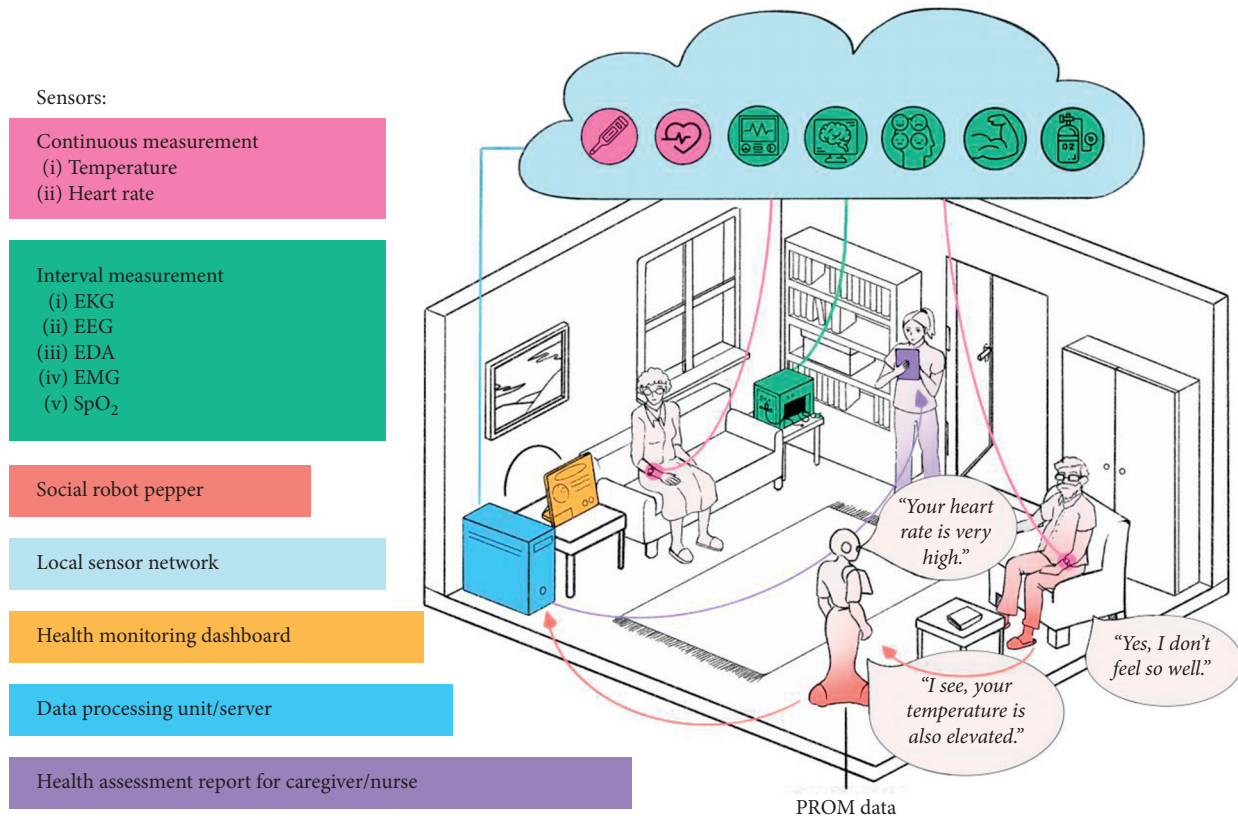 Sensors:
Continuous measurement
(i) Temperature
(ii) Heart rate
Interval measurement
(i) EKG
(ii) EEG
(iii) EDA
(iv) EMG
(v) SpO₂
Social robot pepper
Local sensor network
Health monitoring dashboard
Data processing unit/server
Health assessment report for caregiver/nurse
O2
EKG
“Your heart
rate is very
high.”
“Yes, I don’t
feel so well.”
“I see, your
temperature is
also elevated.”
PROM data